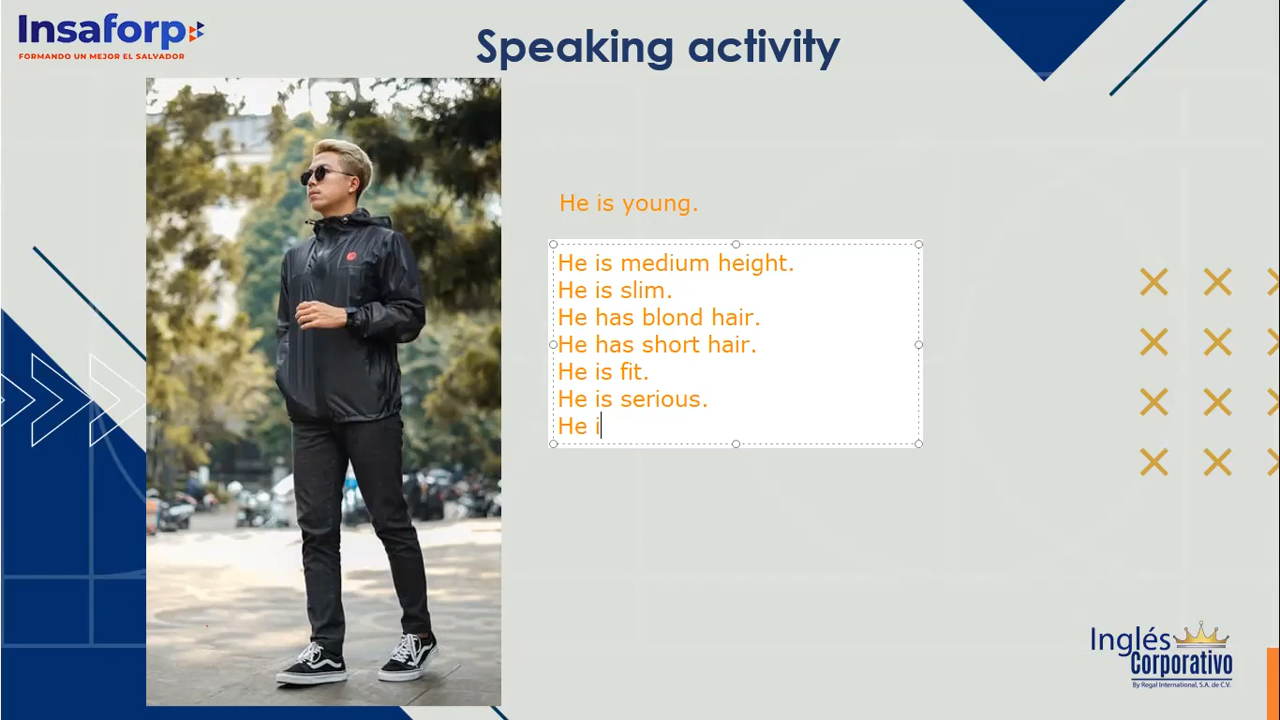 Insaforp
FORMANDO UN MEJOR EL SALVADOR
Speaking activity
He is young.
He is medium height.
He is slim.
He has blond hair.
He has short hair.
He is fit.
He is serious.
He i
Inglés
Corporativo
By Regal International, S.A. de C.V.